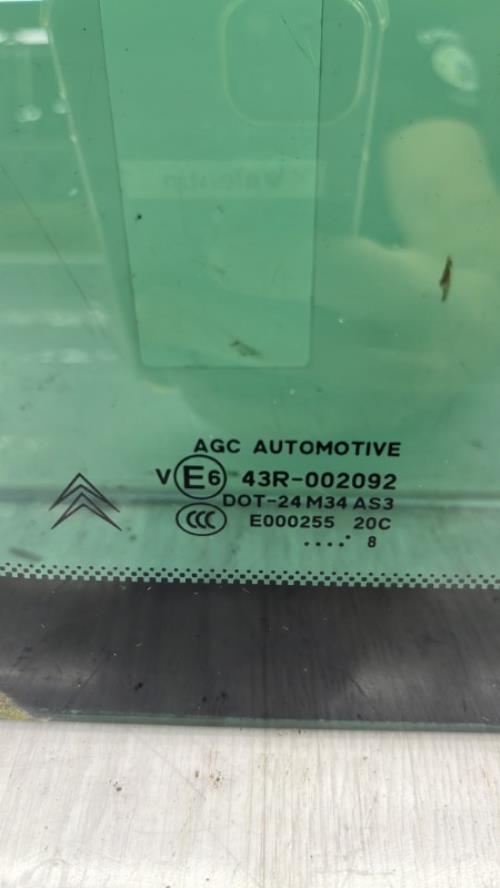 AGC AUTOMOTIVE
V E6 43R-002092
DOT-24 M34 AS3
CCC E000255 20C
....· 8